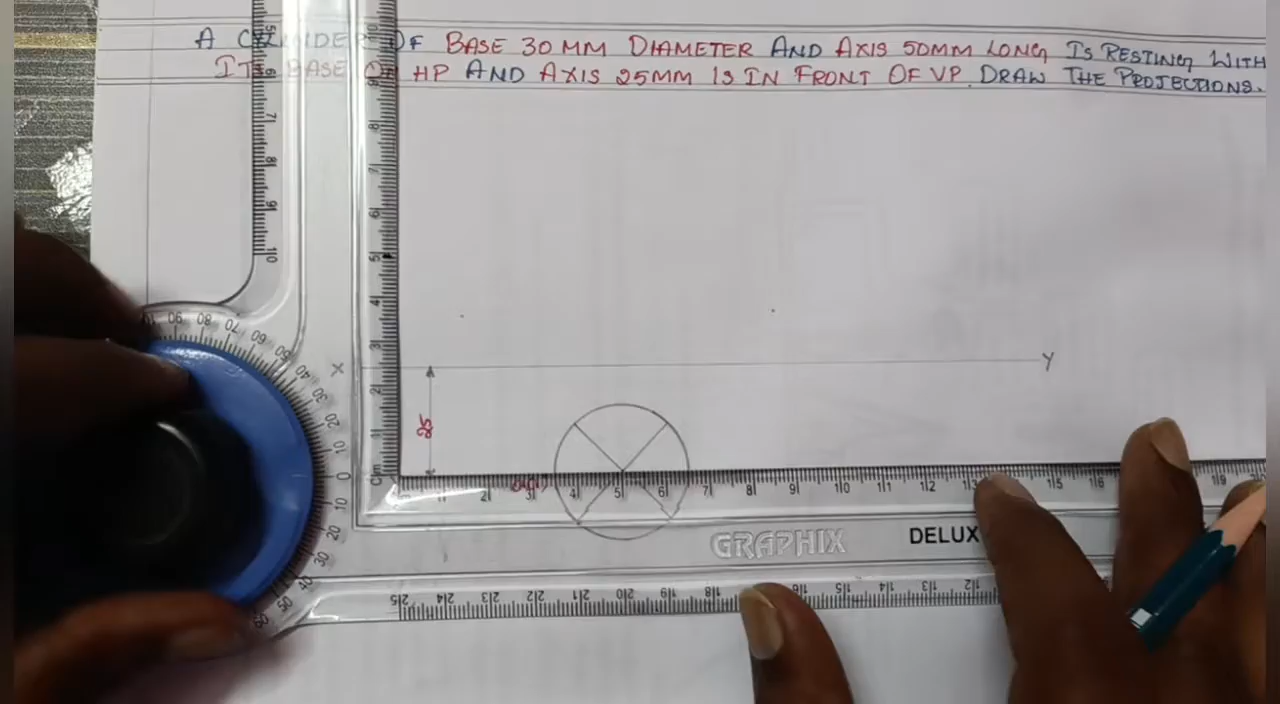 A CYLINDER OF BASE 30 MM DIAMETER AND AXIS 50MM LONG IS RESTING WITH
ITS BASE ON HP AND AXIS 25MM IS IN FRONT OF VP. DRAW THE PROJECTIONS.
X Y
25
GRAPHIX DELUX